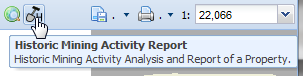 1: 22,066
Historic Mining Activity Report
Historic Mining Activity Analysis and Report of a Property.